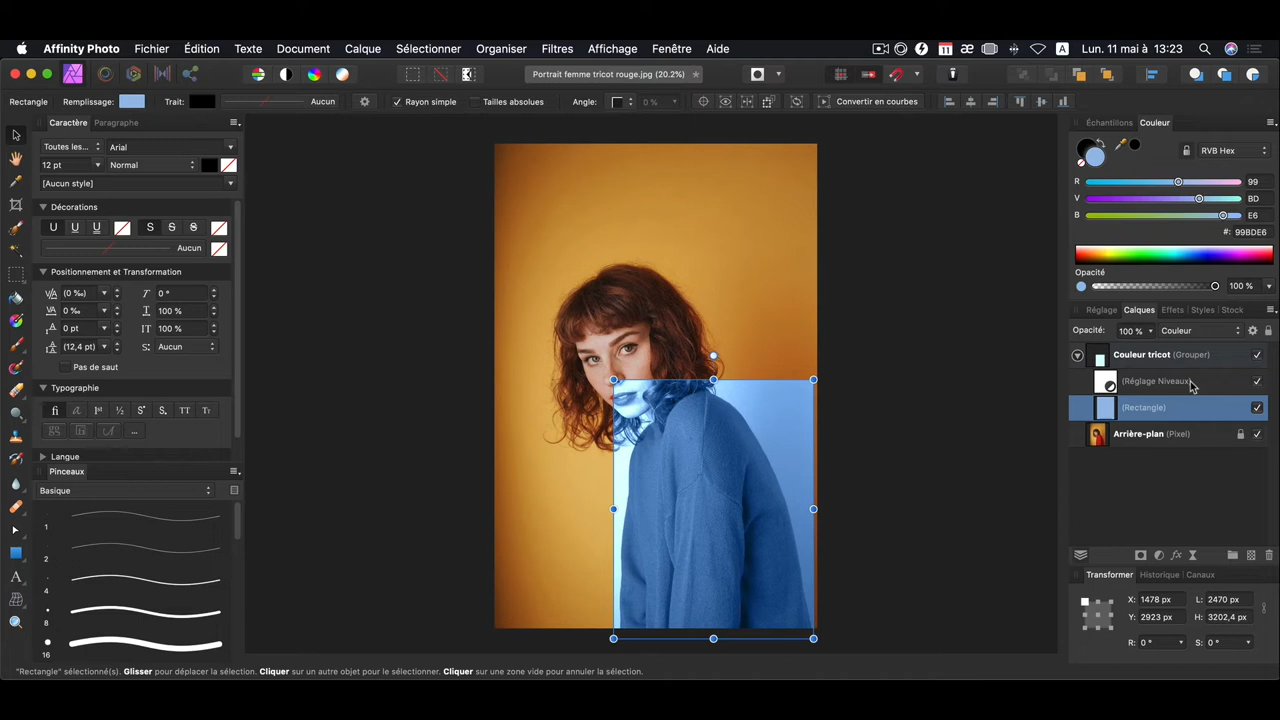 Affinity Photo Fichier Édition Texte Document Calque Sélectionner Organiser Filtres Affichage Fenêtre Aide 11 æ A Lun. 11 mai à 13:23
Portrait femme tricot rouge.jpg (20.2%)
Rectangle Remplissage: Trait: Aucun Rayon simple Tailles absolues Angle: 0 % Convertir en courbes
Caractère Paragraphe
Toutes les... Arial
12 pt Normal
[Aucun style]
Décorations
U U U S S S
Aucun
Positionnement et Transformation
(0 ‰) 0 °
0 ‰ 100 %
0 pt 100 %
(12,4 pt) Aucun
Pas de saut
Typographie
fi a 1st ½ S S TT Tr
...
Langue
Pinceaux
Basique
1
2
4
8
16
Échantillons Couleur
RVB Hex
R 99
V BD
B E6
#: 99BDE6
Opacité
100 %
Réglage Calques Effets Styles Stock
Opacité: 100 % Couleur
Couleur tricot (Grouper)
(Réglage Niveaux)
(Rectangle)
Arrière-plan (Pixel)
Transformer Historique Canaux
X: 1478 px L: 2470 px
Y: 2923 px H: 3202,4 px
R: 0 ° S: 0 °
"Rectangle" sélectionné(s). Glisser pour déplacer la sélection. Cliquer sur un autre objet pour le sélectionner. Cliquer sur une zone vide pour annuler la sélection.